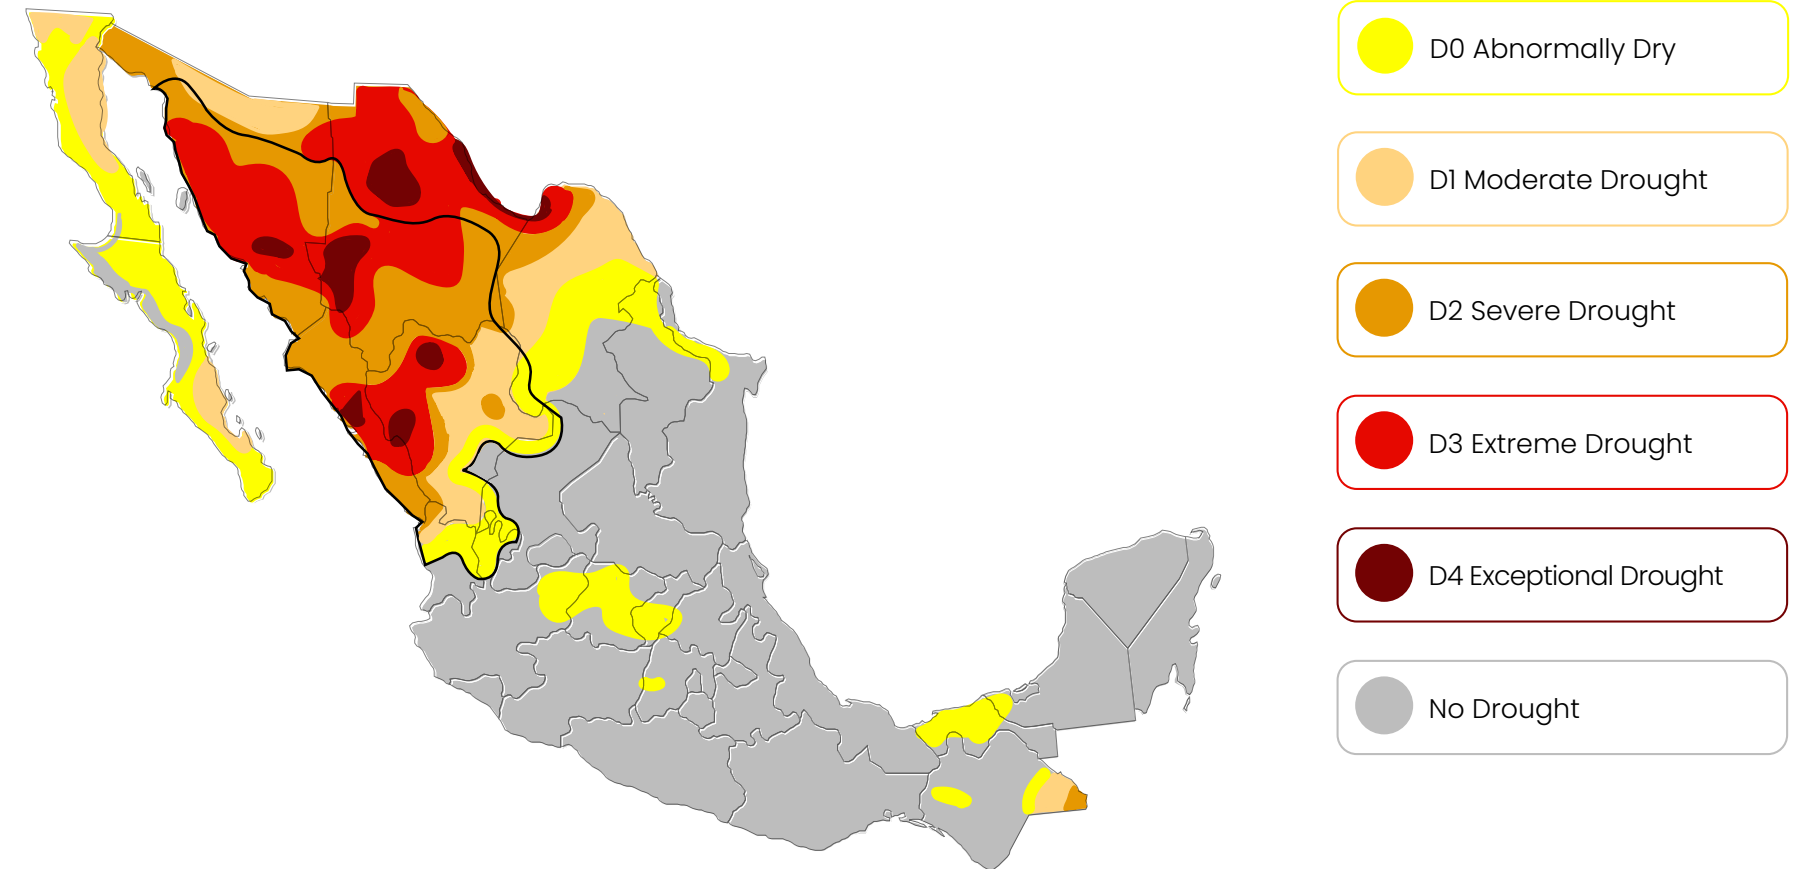 D0 Abnormally Dry
D1 Moderate Drought
D2 Severe Drought
D3 Extreme Drought
D4 Exceptional Drought
No Drought